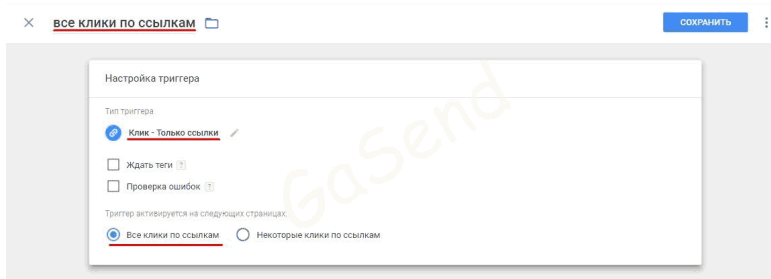 все клики по ссылкам
СОХРАНИТЬ
Настройка триггера
Тип триггера
Клик - Только ссылки
Ждать теги ?
Проверка ошибок ?
Триггер активируется на следующих страницах:
Все клики по ссылкам Некоторые клики по ссылкам
GaSend